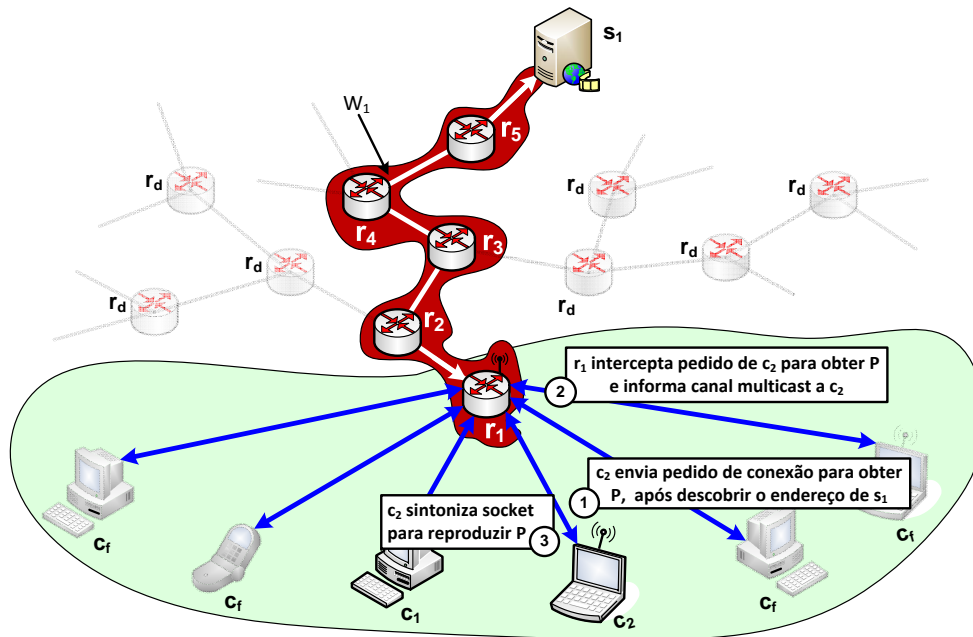 s1
W1
r5
rd
rd
rd
r4
r3
rd
rd
rd
rd
r2
r1 intercepta pedido de c2 para obter P
e informa canal multicast a c2
2
r1
c2 envia pedido de conexão para obter
P, após descobrir o endereço de s1
1
c2 sintoniza socket
para reproduzir P
3
cf
cf
c1
c2
cf
cf